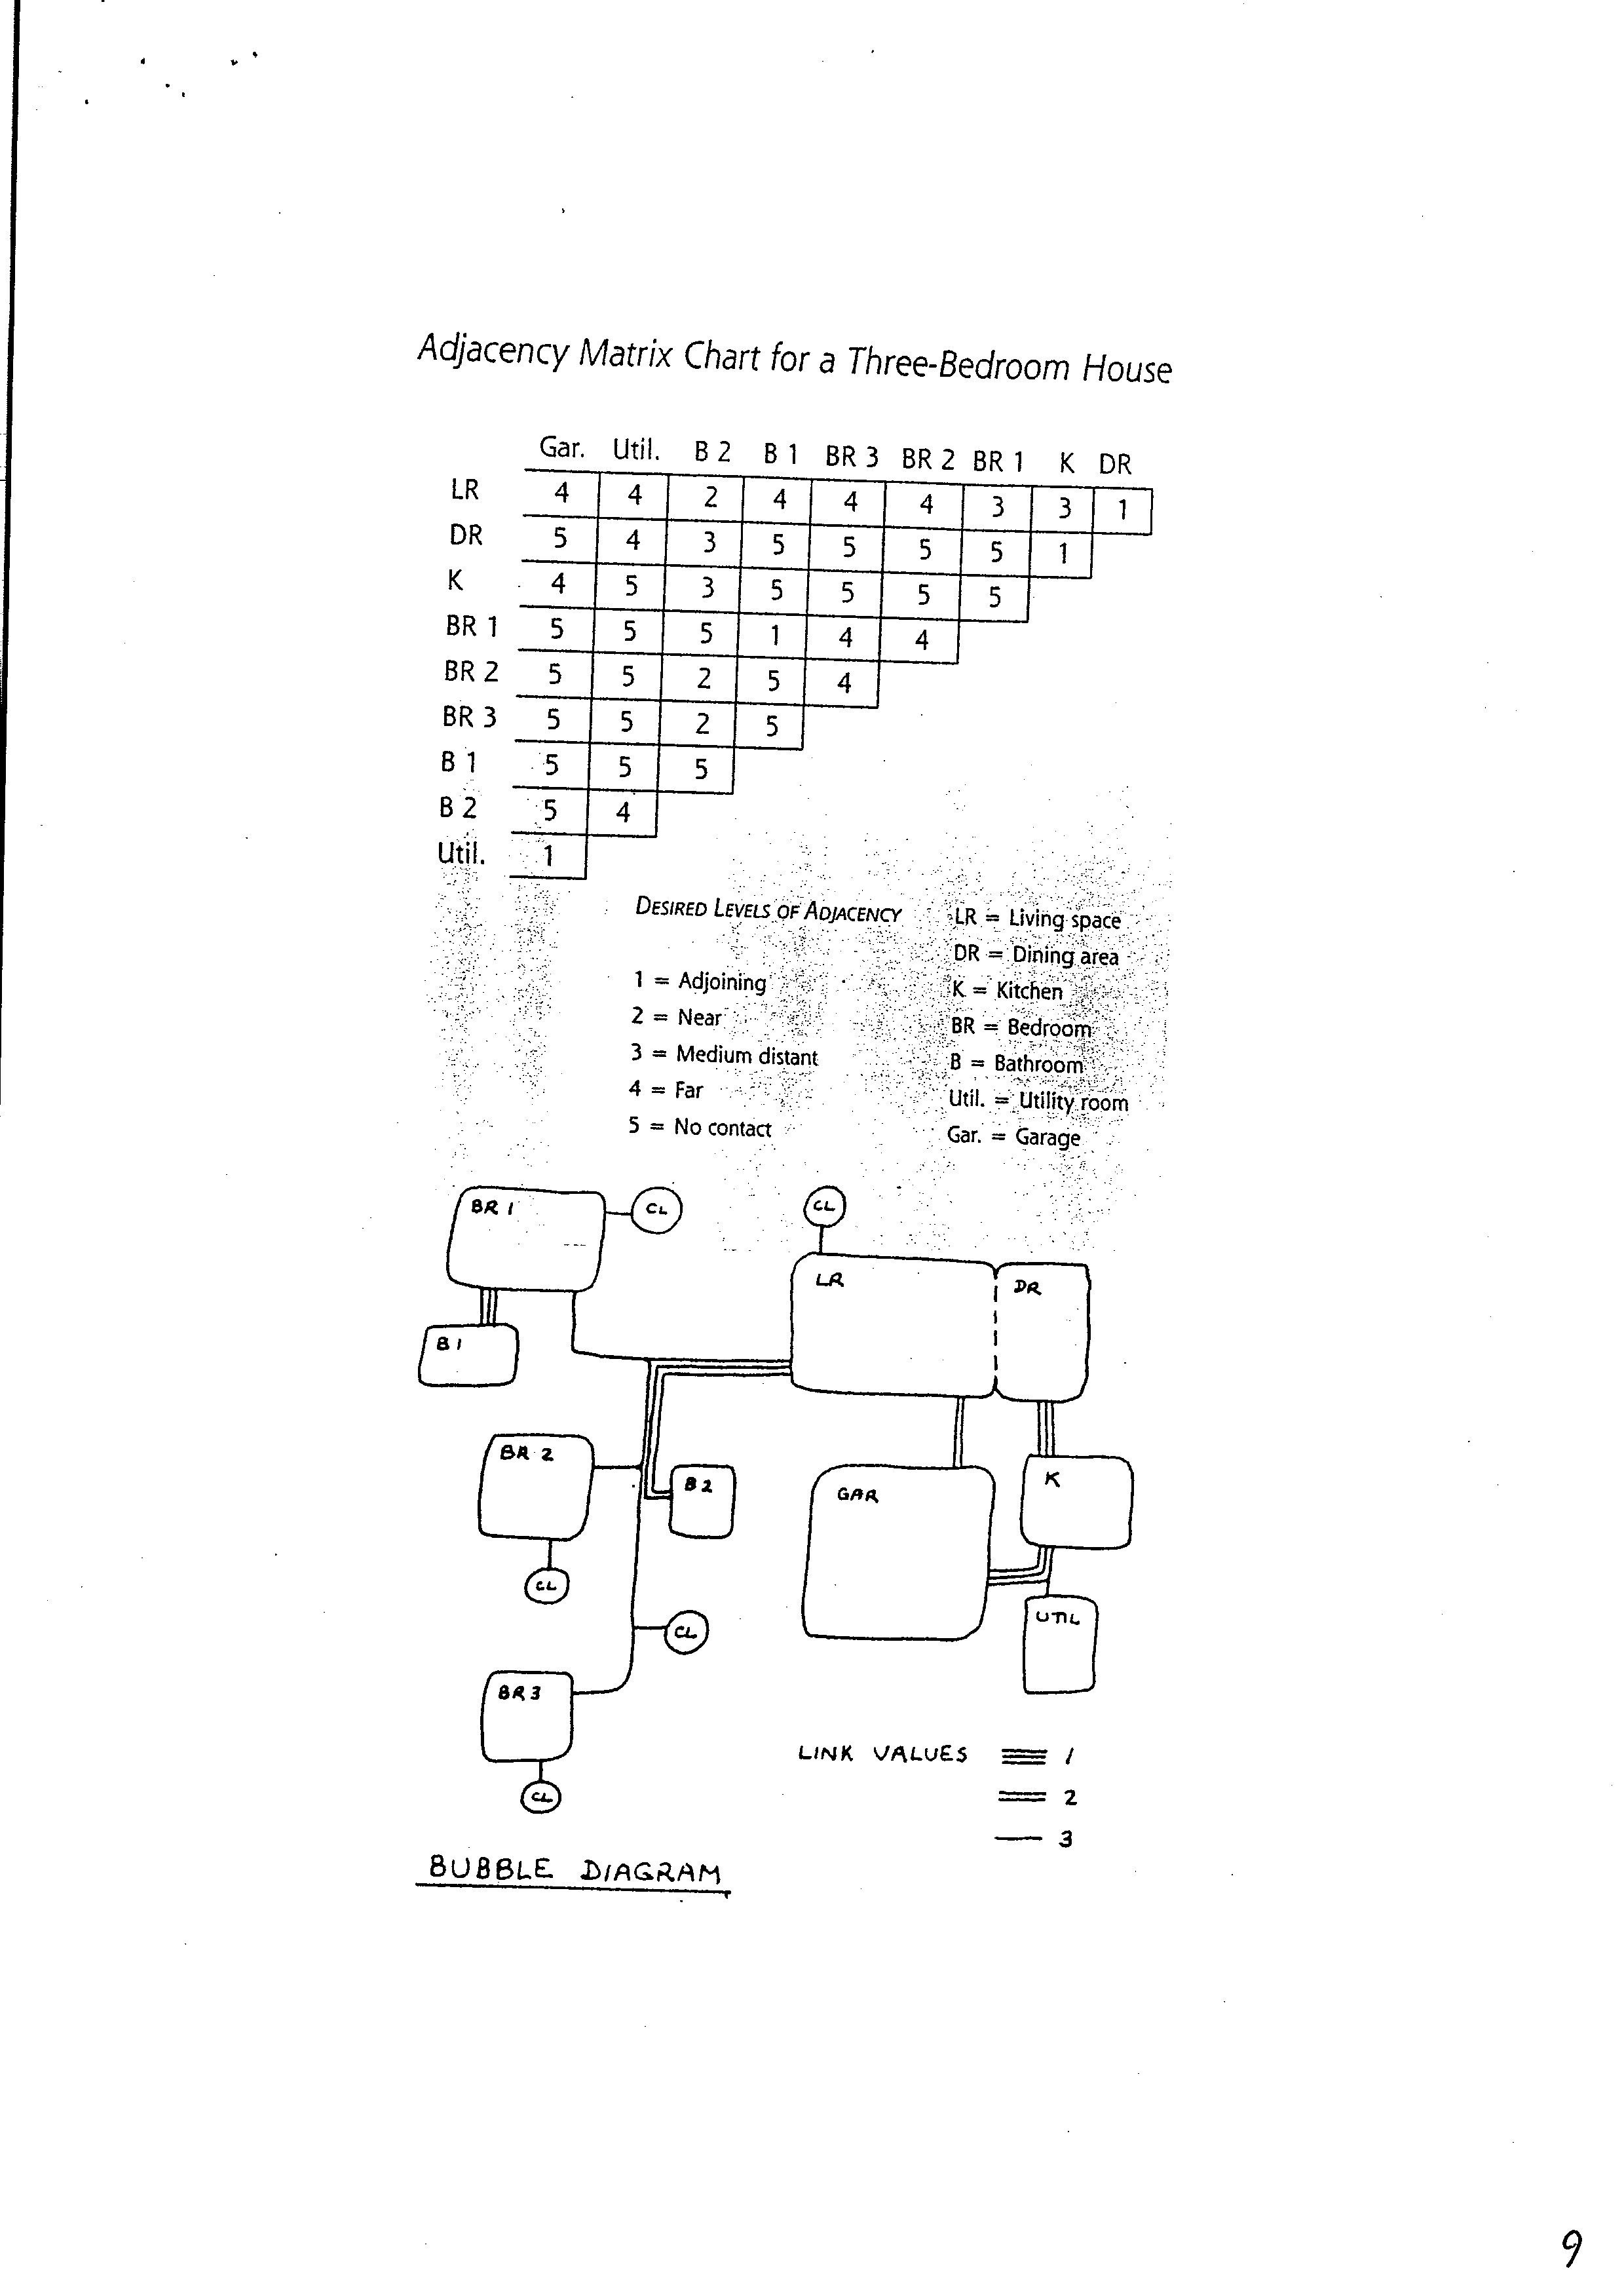 Adjacency Matrix Chart for a Three-Bedroom House
Gar. Util. B 2 B 1 BR 3 BR 2 BR 1 K DR
LR 4 4 2 4 4 4 3 3 1
DR 5 4 3 5 5 5 5 1
K 4 5 3 5 5 5 5
BR 1 5 5 5 1 4 4
BR 2 5 5 2 5 4
BR 3 5 5 2 5
B 1 5 5 5
B 2 5 4
Util. 1
DESIRED LEVELS OF ADJACENCY
1 = Adjoining
2 = Near
3 = Medium distant
4 = Far
5 = No contact
LR = Living space
DR = Dining area
K = Kitchen
BR = Bedroom
B = Bathroom
Util. = Utility room
Gar. = Garage
BR 1
CL
CL
LR
DR
B 1
BR 2
B 2
GAR
K
CL
CL
UTIL
BR 3
CL
LINK VALUES
1
2
3
BUBBLE DIAGRAM
9